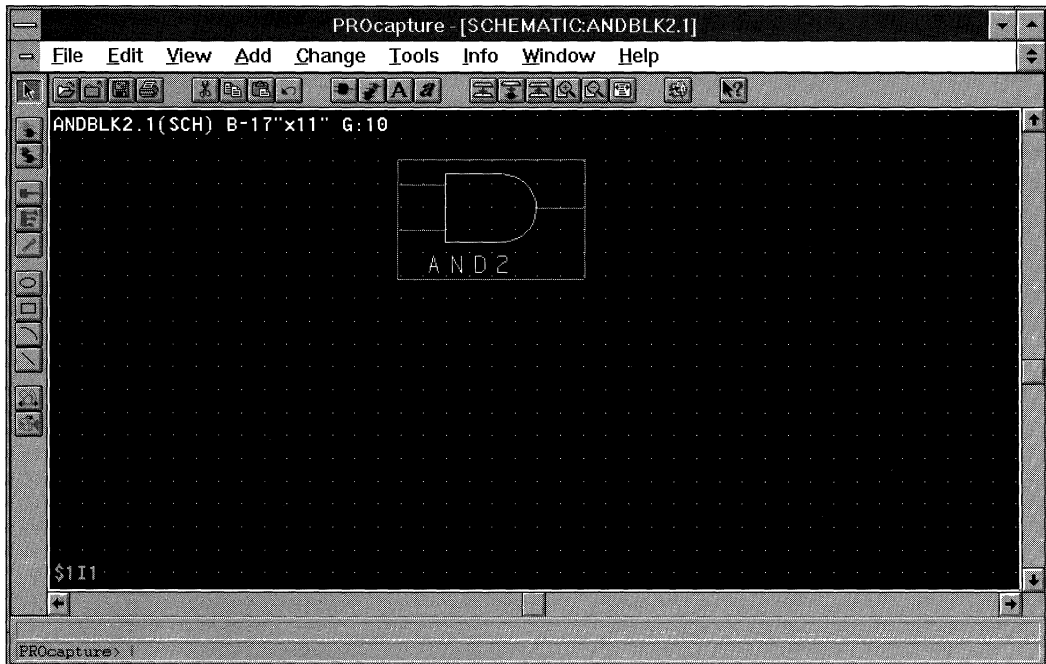 PROcapture - [SCHEMATIC:ANDBLK2.1]
File Edit View Add Change Tools Info Window Help
A a
ANDBLK2.1(SCH) B-17"x11" G:10
AND2
$1I1
PROcapture>